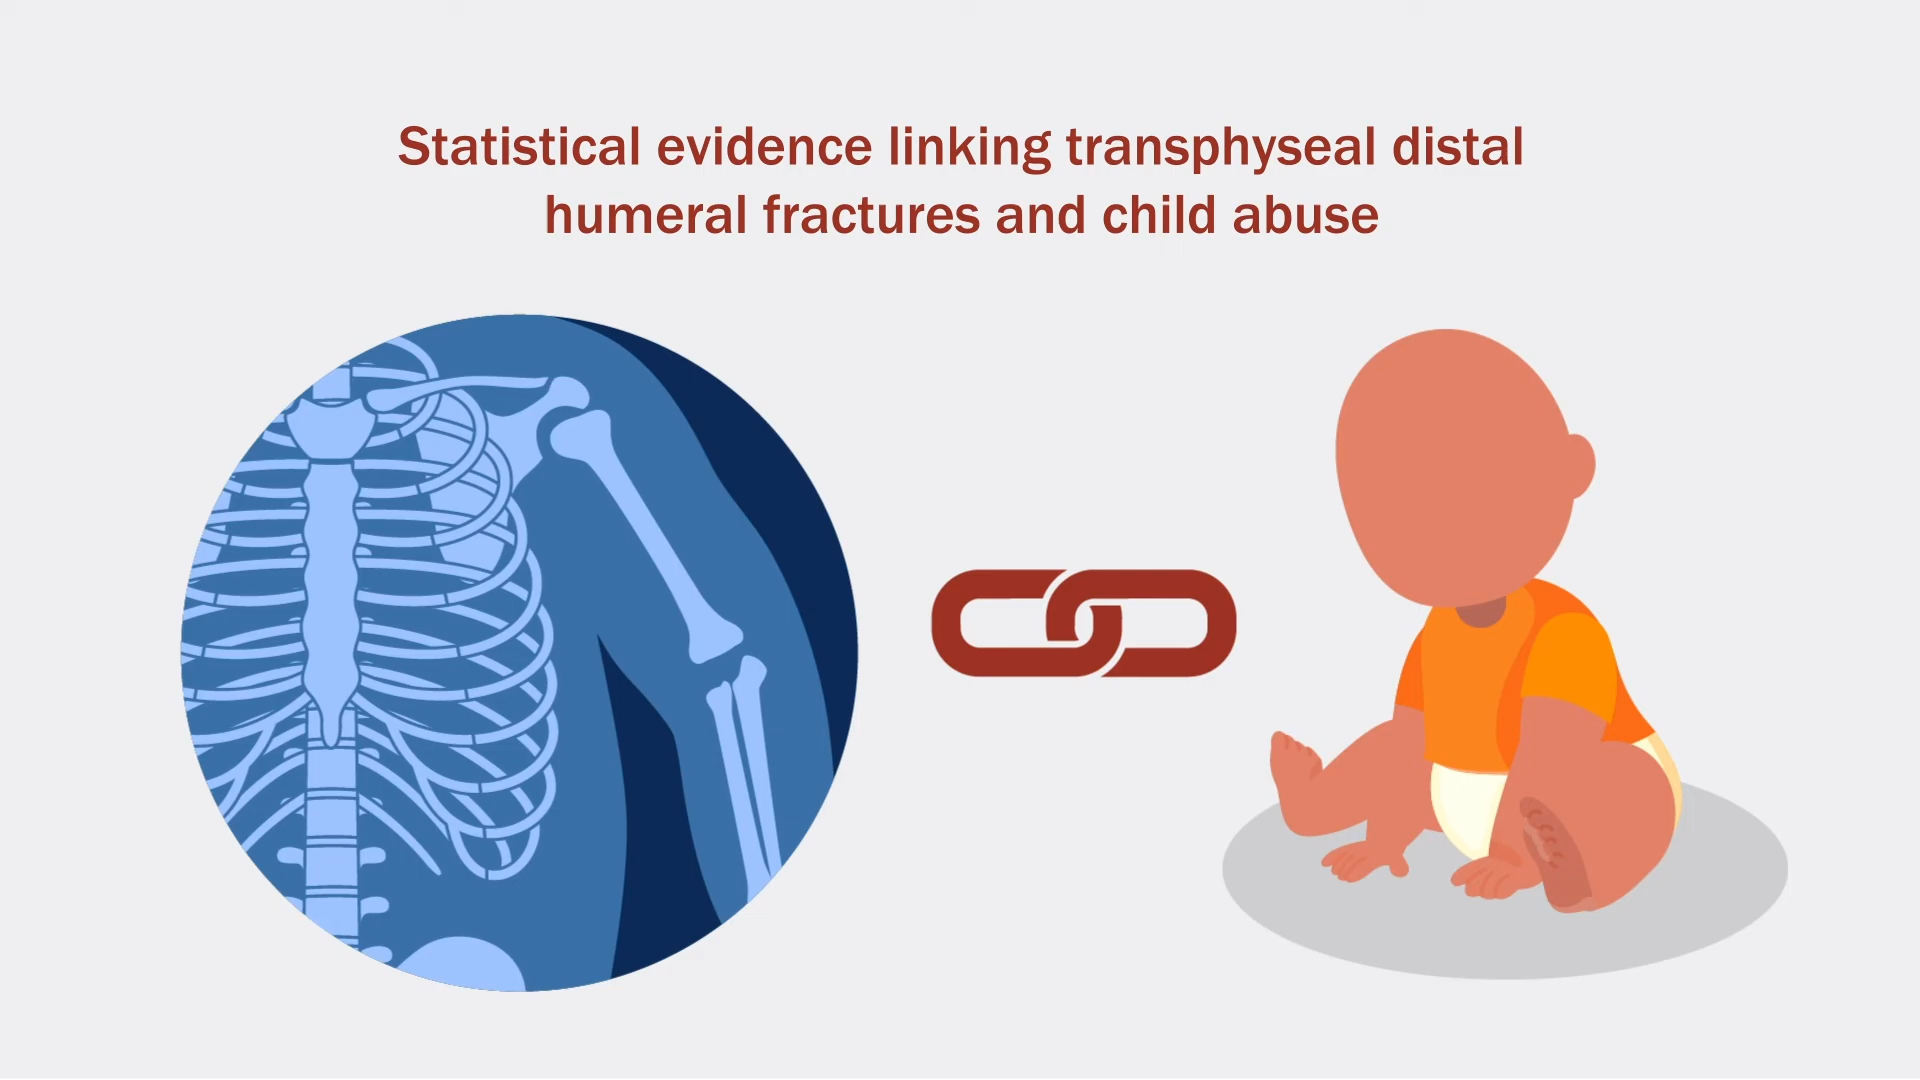 Statistical evidence linking transphyseal distal
humeral fractures and child abuse